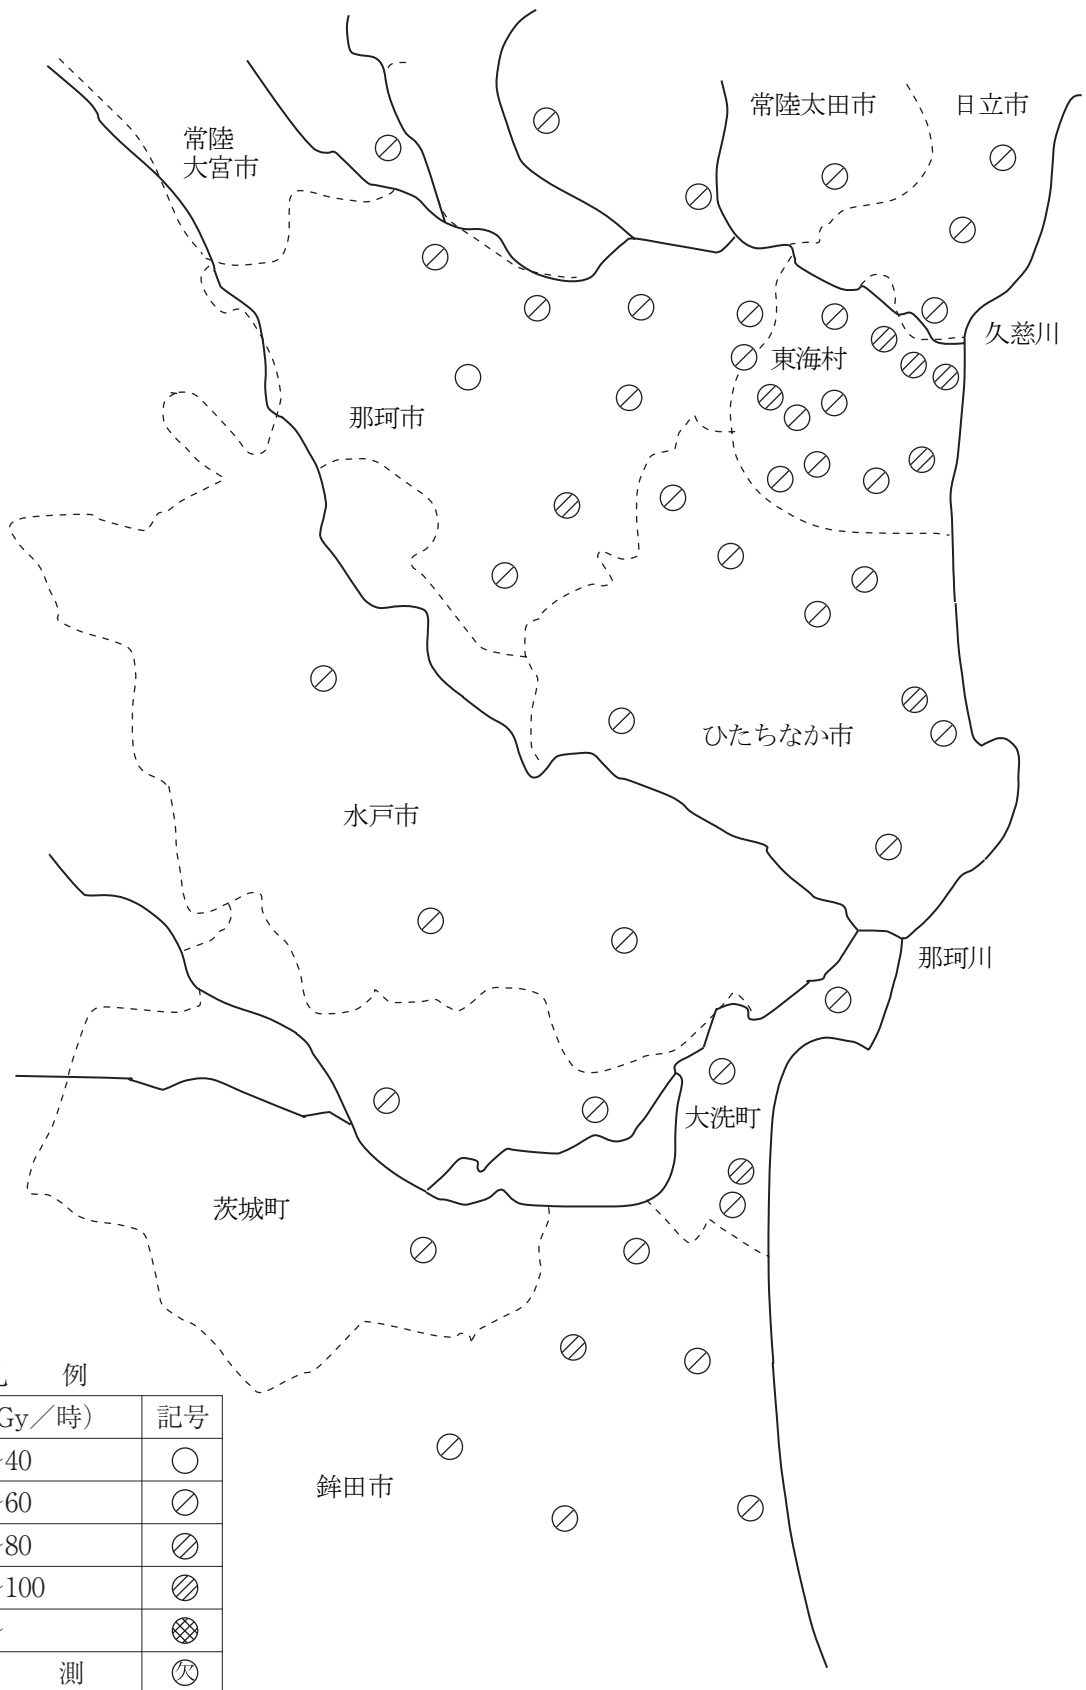 常陸太田市
日立市
常陸
大宮市
久慈川
東海村
那珂市
ひたちなか市
水戸市
那珂川
大洗町
茨城町
例
Gy／時）
記号
40
60
80
100
～
測
欠
鉾田市